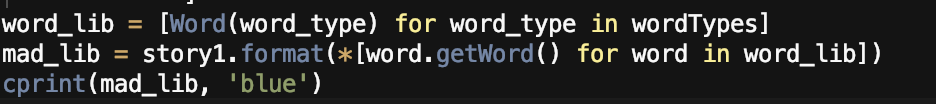 word_lib = [Word(word_type) for word_type in wordTypes]
mad_lib = story1.format(*[word.getWord() for word in word_lib])
cprint(mad_lib, 'blue')